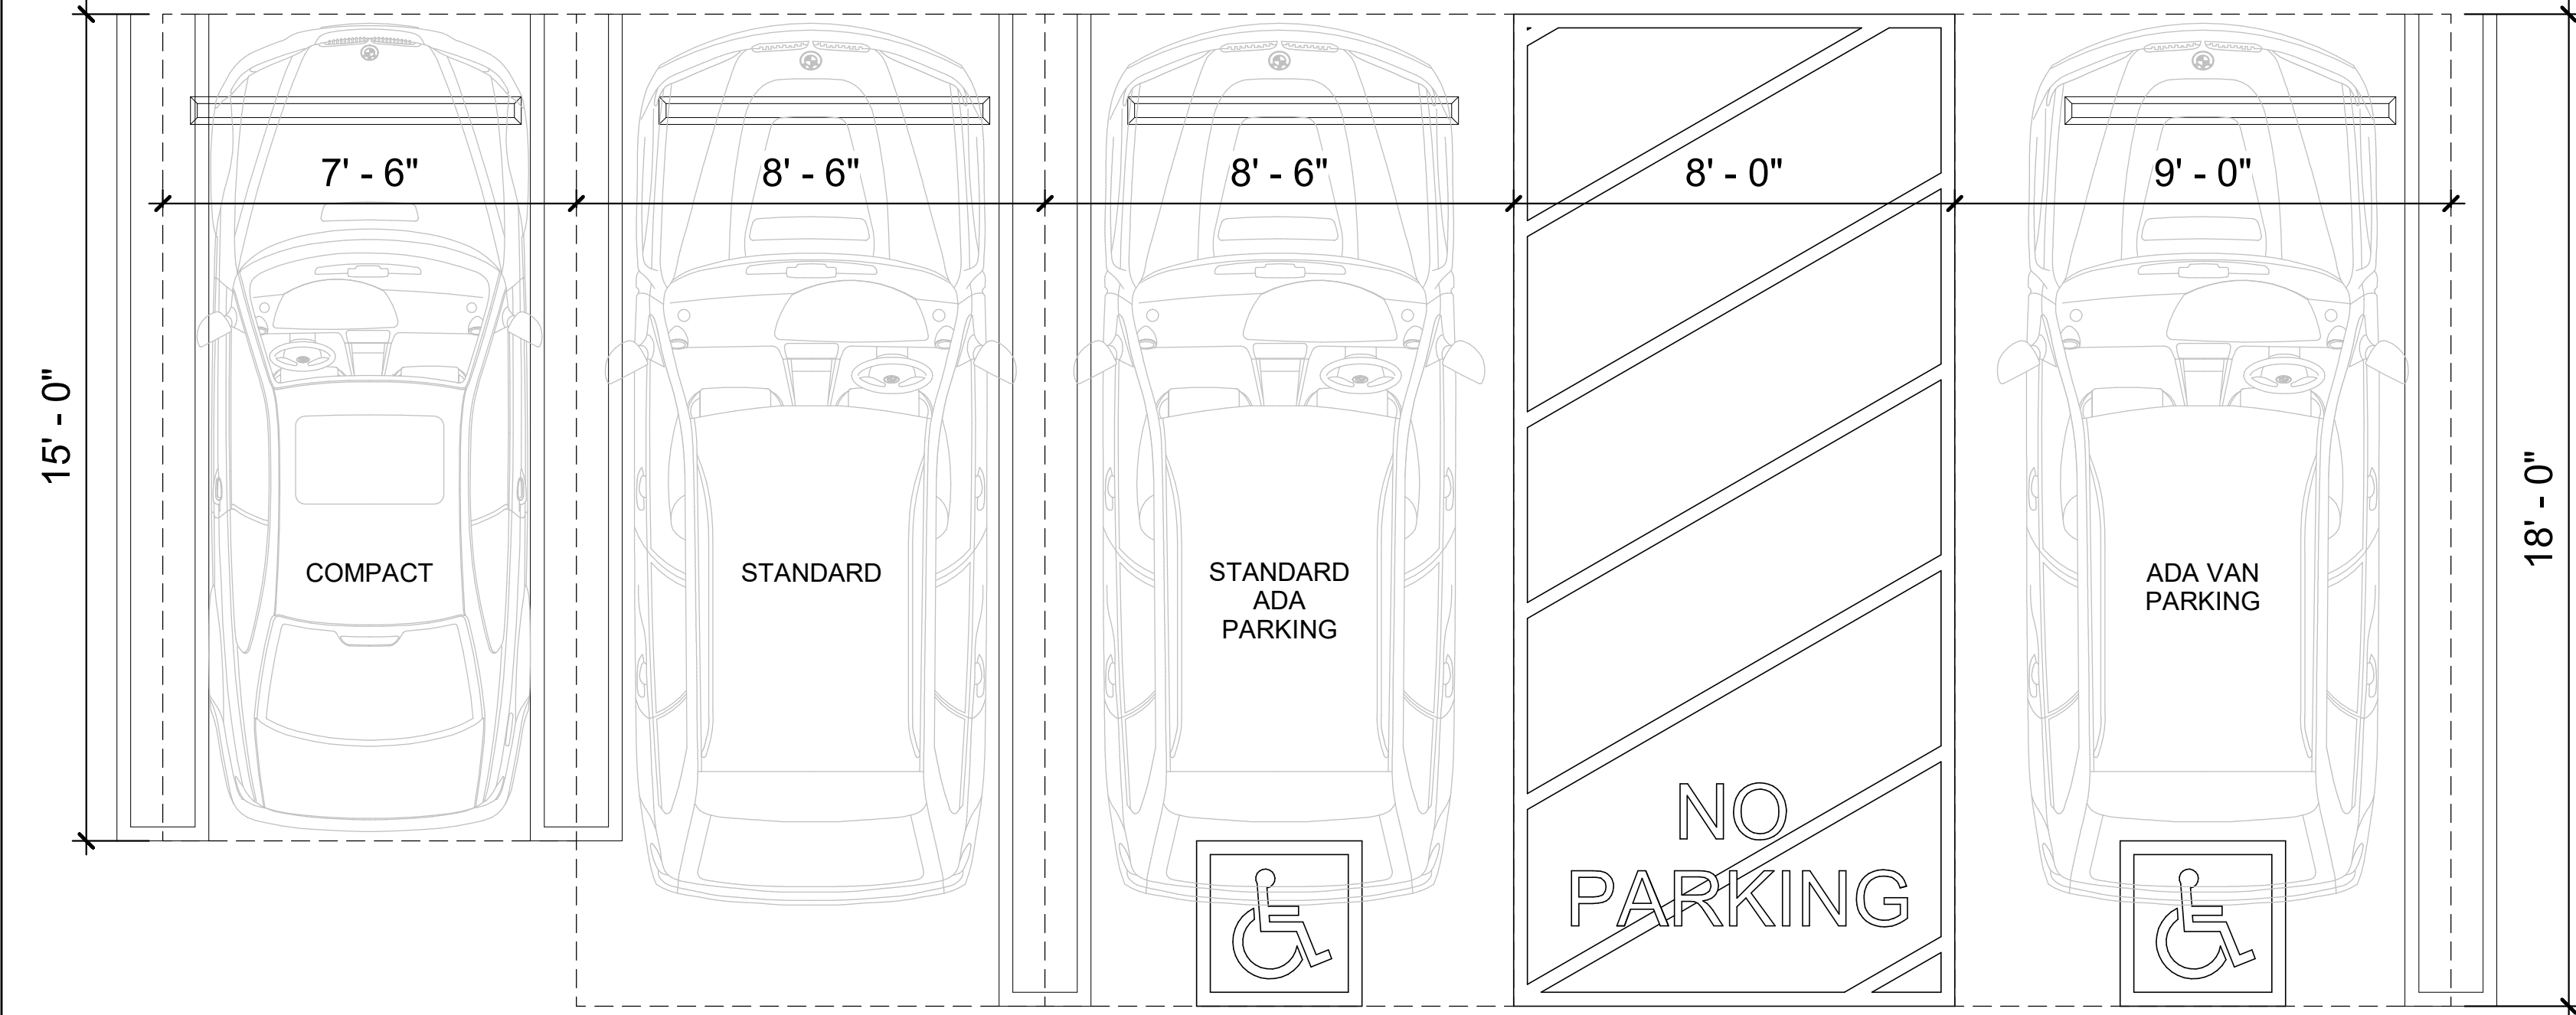 7' - 6"
8' - 6"
8' - 6"
8' - 0"
9' - 0"
15' - 0"
18' - 0"
COMPACT
STANDARD
STANDARD
ADA
PARKING
ADA VAN
PARKING
NO
PARKING